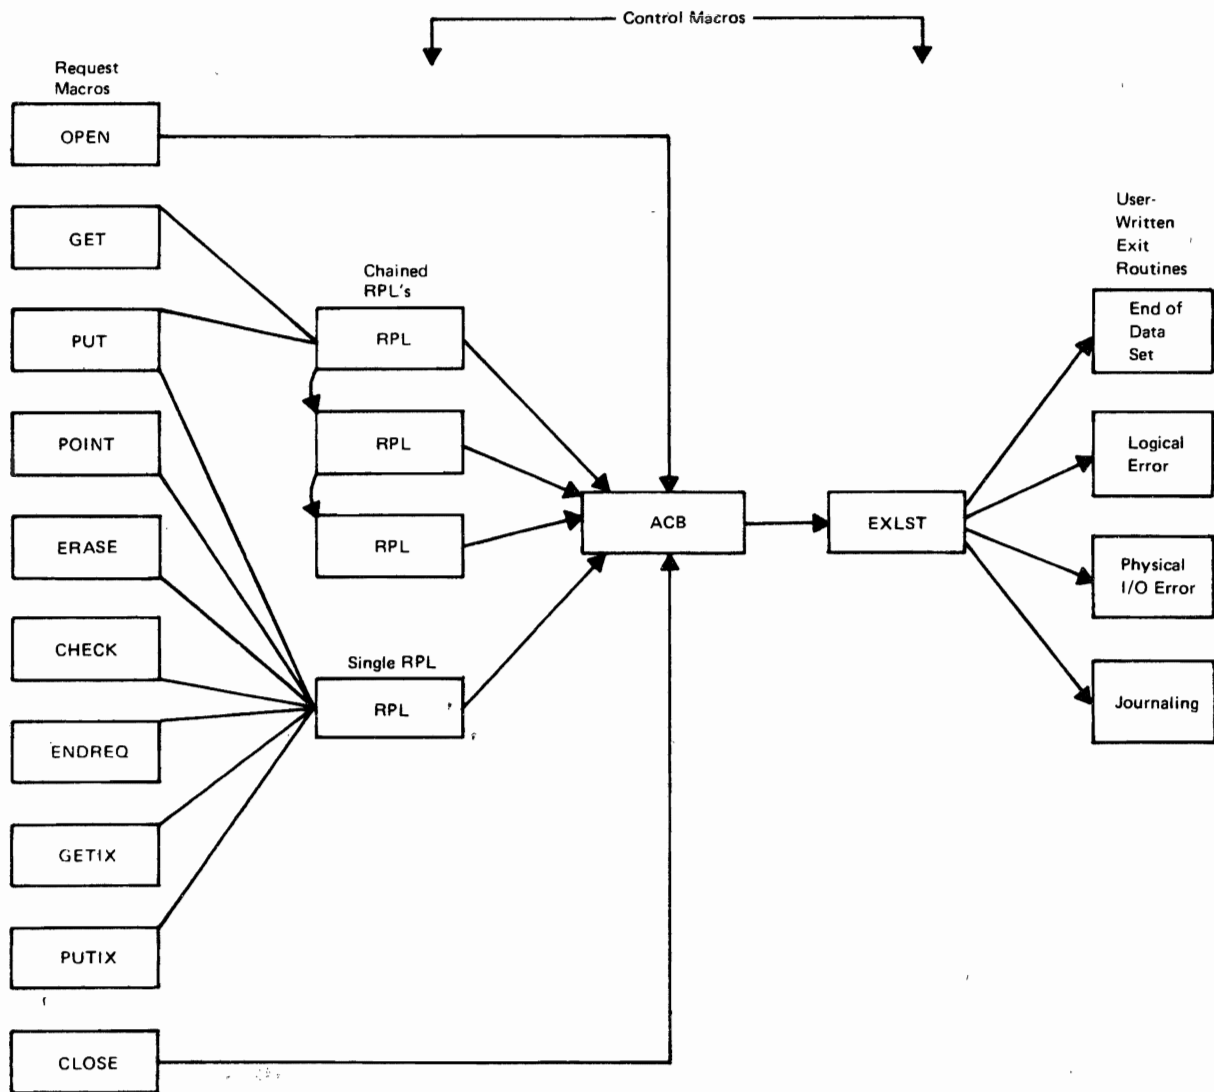 Control Macros
Request
Macros
OPEN
GET
PUT
POINT
ERASE
CHECK
ENDREQ
GETIX
PUTIX
CLOSE
Chained
RPL's
RPL
RPL
RPL
Single RPL
RPL
ACB
EXLST
User-
Written
Exit
Routines
End of
Data
Set
Logical
Error
Physical
I/O Error
Journaling